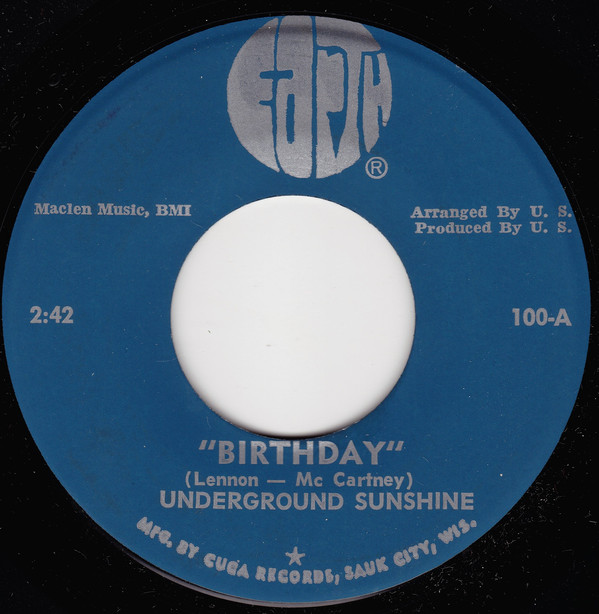 EARTH
®
Maclen Music, BMI
Arranged By U. S.
Produced By U. S.
2:42
100-A
"BIRTHDAY"
(Lennon — Mc Cartney)
UNDERGROUND SUNSHINE
MFG. BY CUCA RECORDS, SAUK CITY, WIS.